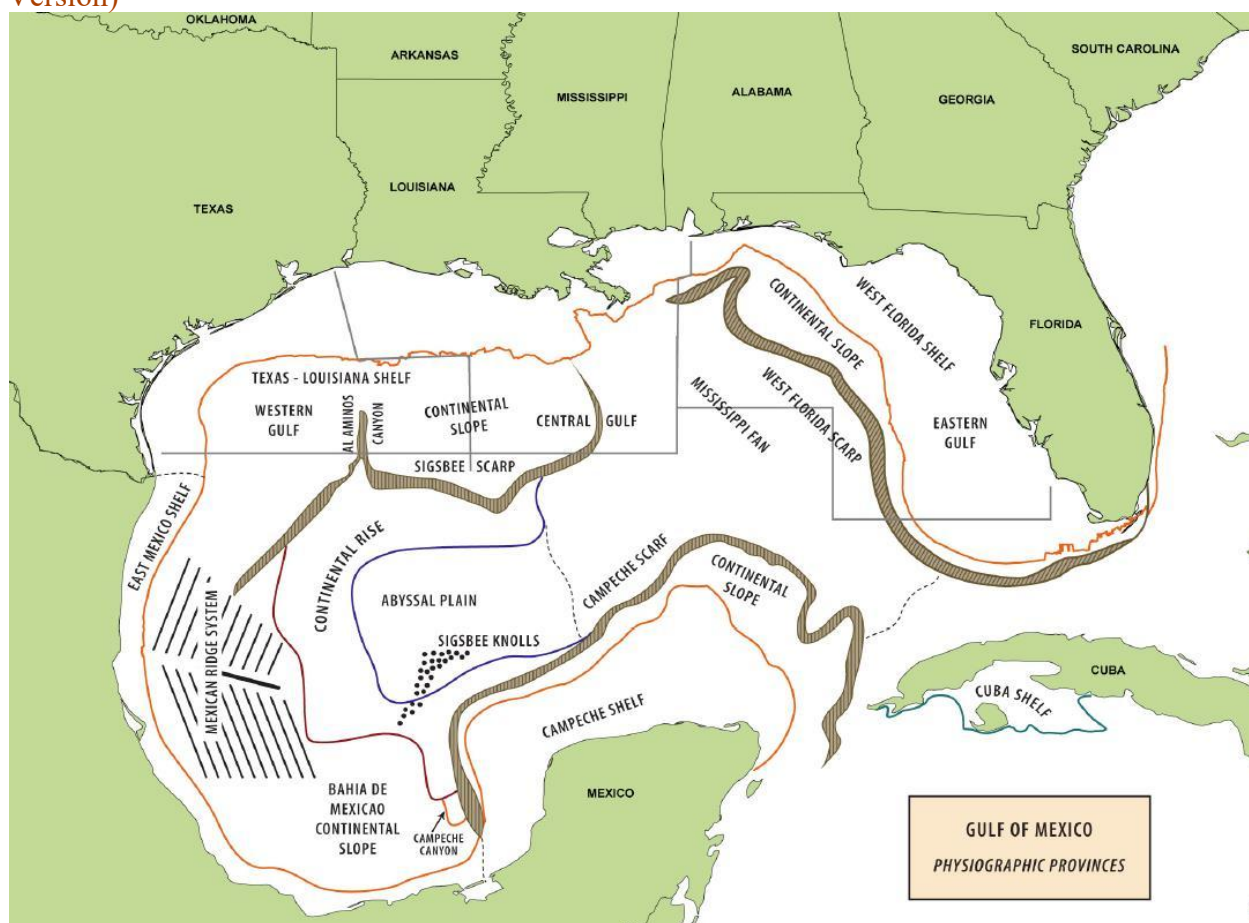 Version)
OKLAHOMA
ARKANSAS
MISSISSIPPI
ALABAMA
GEORGIA
SOUTH CAROLINA
TEXAS
LOUISIANA
FLORIDA
WEST FLORIDA SHELF
CONTINENTAL SLOPE
WEST FLORIDA SCARP
MISSISSIPPI FAN
EASTERN
GULF
TEXAS - LOUISIANA SHELF
WESTERN
GULF
AL AMINOS
CANYON
CONTINENTAL
SLOPE
CENTRAL GULF
SIGSBEE SCARP
EAST MEXICO SHELF
CONTINENTAL RISE
ABYSSAL PLAIN
SIGSBEE KNOLLS
CAMPECHE SCARF
CONTINENTAL
SLOPE
MEXICAN RIDGE SYSTEM
CAMPECHE SHELF
CUBA
CUBA SHELF
BAHIA DE
MEXICAO
CONTINENTAL
SLOPE
CAMPECHE
CANYON
MEXICO
GULF OF MEXICO
PHYSIOGRAPHIC PROVINCES